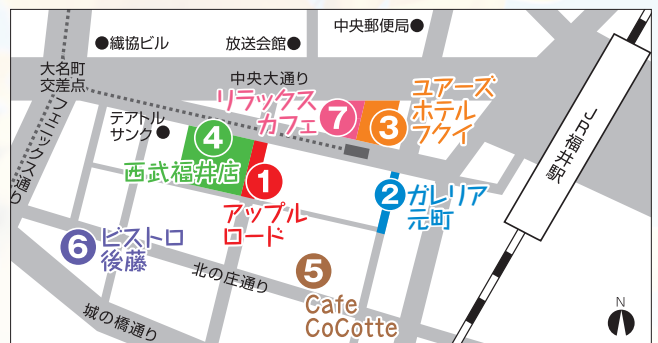 中央郵便局●
●繊協ビル
放送会館●
大名町
交差点
中央大通り
フェニックス通り
テアトル
サンク●
リラックス
カフェ
7
3
ユアーズ
ホテル
フクイ
JR福井駅
4
西武福井店
1
アップル
ロード
2
ガレリア
元町
6
ビストロ
後藤
北の庄通り
5
Cafe
CoCotte
城の橋通り
N